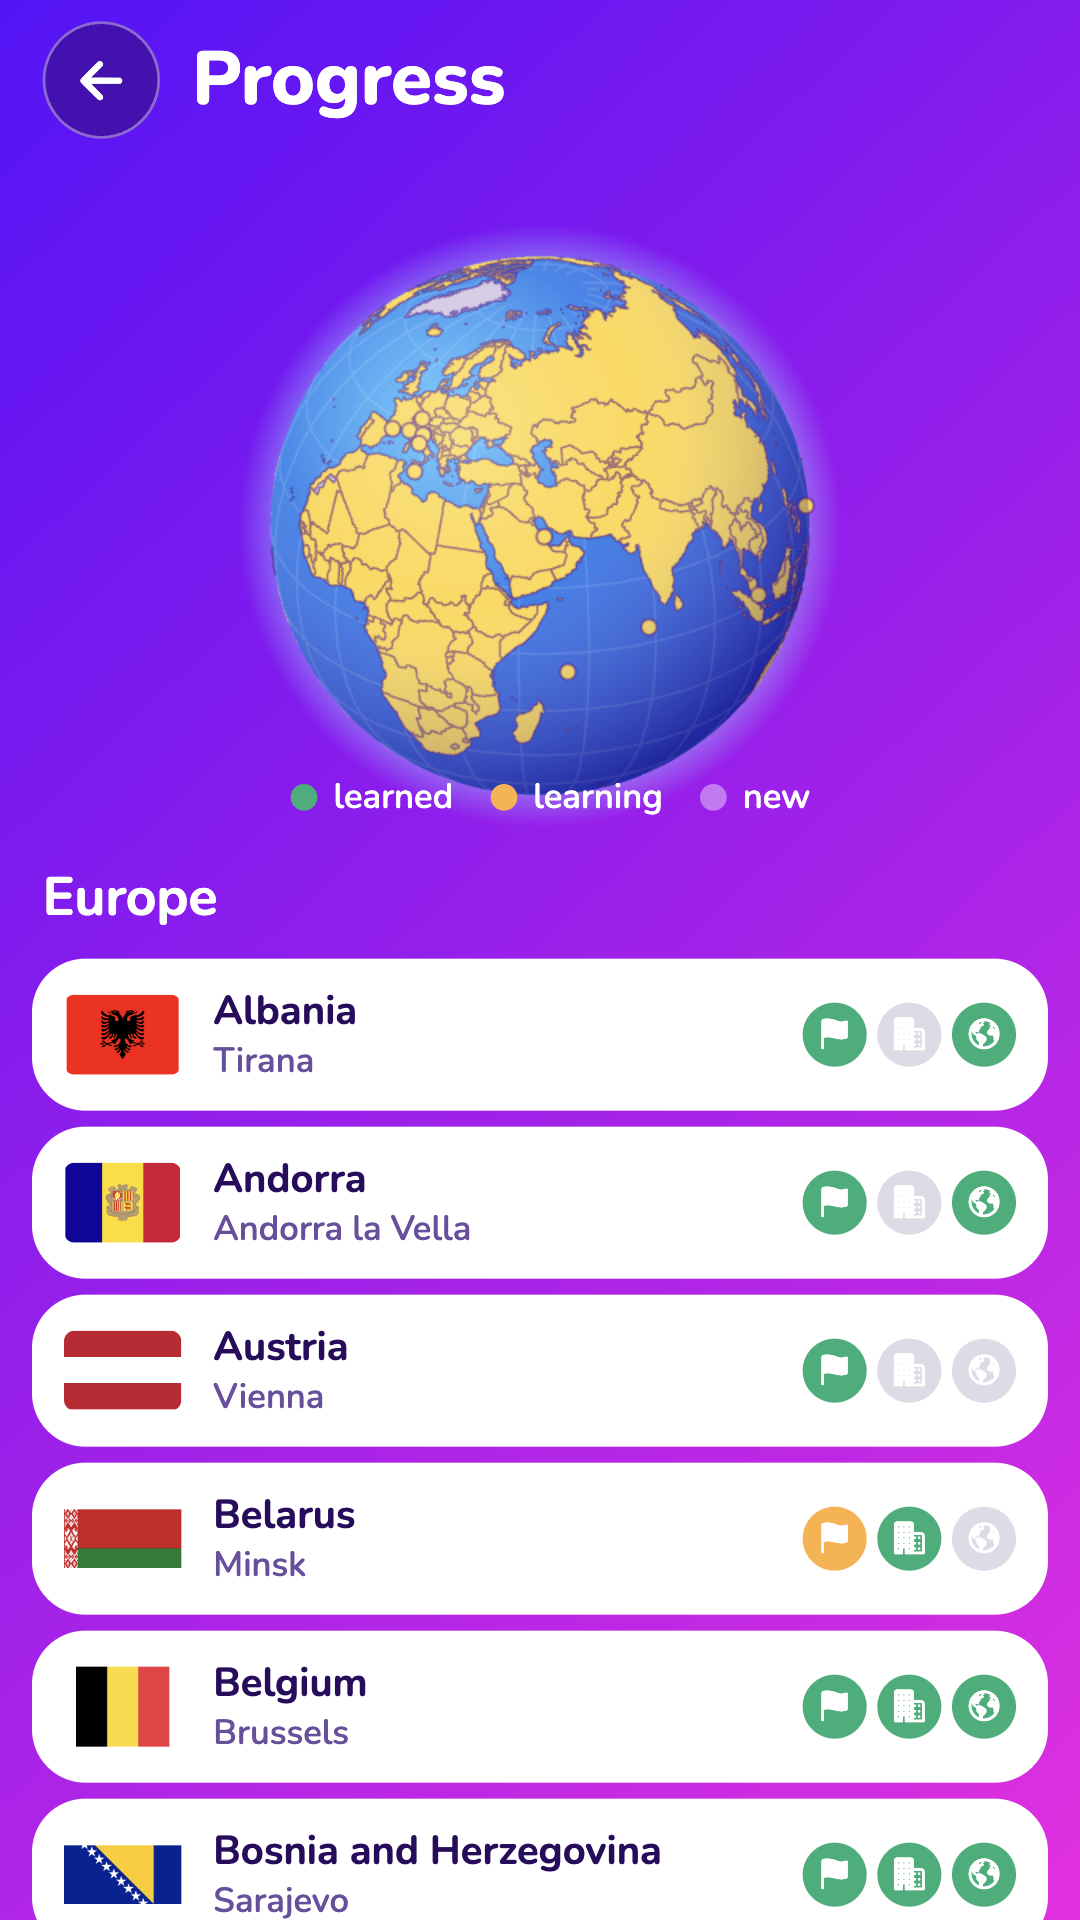 Progress
learned
learning
new
Europe
Albania
Tirana
Andorra
Andorra la Vella
Austria
Vienna
Belarus
Minsk
Belgium
Brussels
Bosnia and Herzegovina
Sarajevo